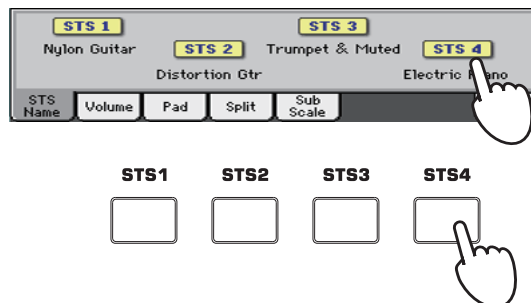 STS 1 STS 3
Nylon Guitar STS 2 Trumpet & Muted STS 4
Distortion Gtr Electric
STS Name Volume Pad Split Sub Scale
STS1 STS2 STS3 STS4